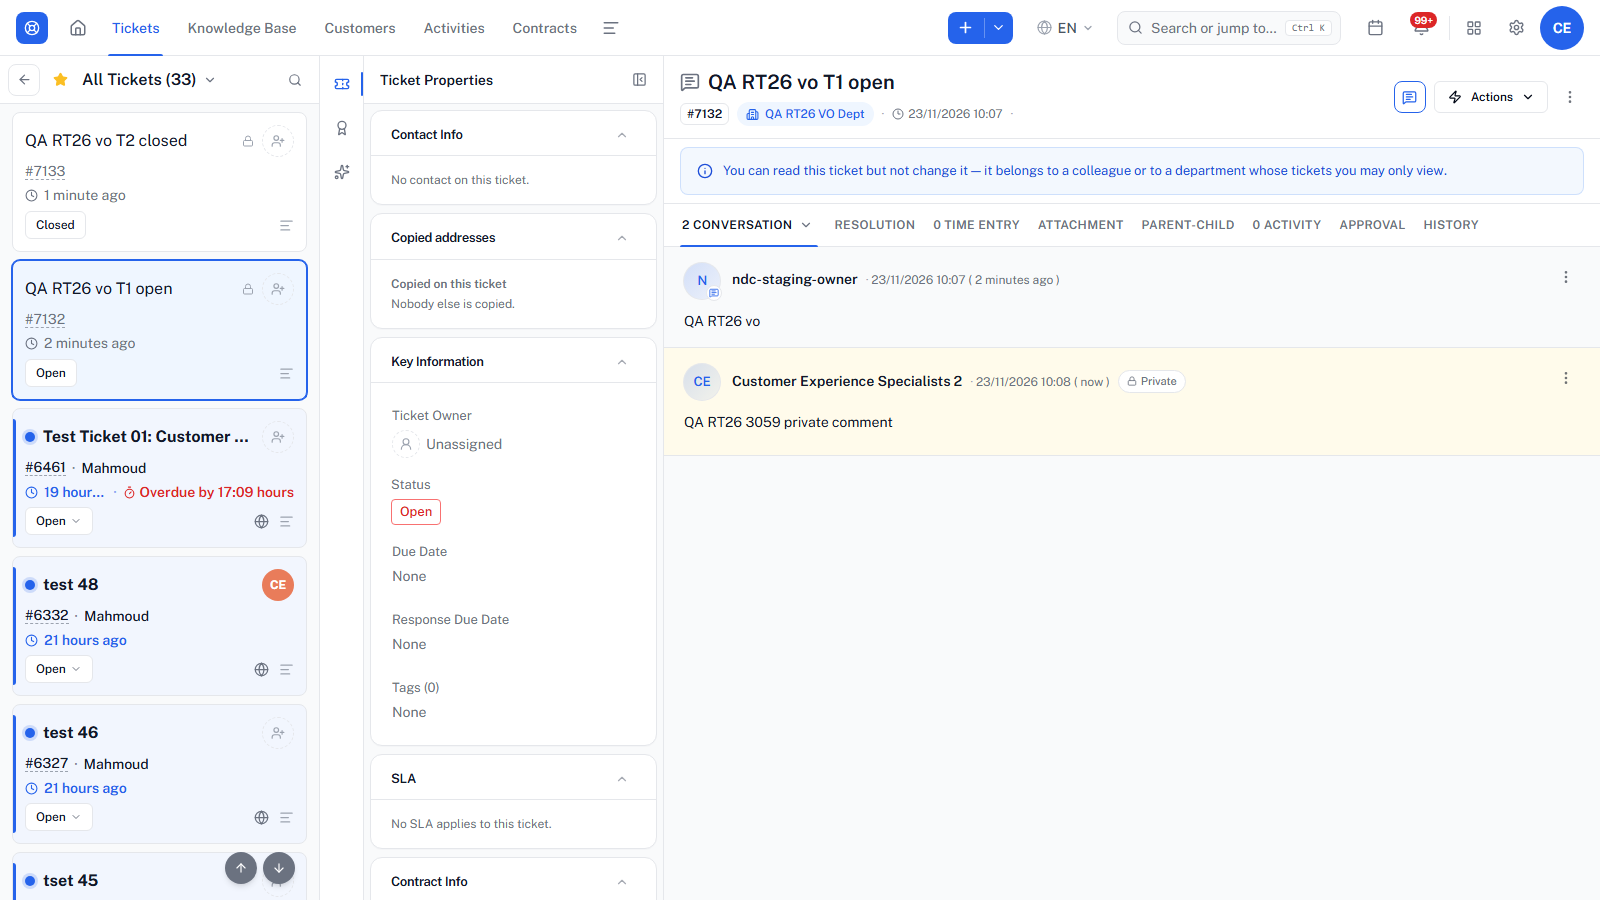 Tickets
Knowledge Base
Customers
Activities
Contracts
EN
Search or jump to...
Ctrl K
99+
CE
All Tickets (33)
QA RT26 vo T2 closed
#7133
1 minute ago
Closed
QA RT26 vo T1 open
#7132
2 minutes ago
Open
Test Ticket 01: Customer ...
#6461 · Mahmoud
19 hour... · Overdue by 17:09 hours
Open
test 48
CE
#6332 · Mahmoud
21 hours ago
Open
test 46
#6327 · Mahmoud
21 hours ago
Open
tset 45
Ticket Properties
Contact Info
No contact on this ticket.
Copied addresses
Copied on this ticket
Nobody else is copied.
Key Information
Ticket Owner
Unassigned
Status
Open
Due Date
None
Response Due Date
None
Tags (0)
None
SLA
No SLA applies to this ticket.
Contract Info
QA RT26 vo T1 open
#7132
QA RT26 VO Dept
· 23/11/2026 10:07 ·
Actions
You can read this ticket but not change it — it belongs to a colleague or to a department whose tickets you may only view.
2 CONVERSATION
RESOLUTION
0 TIME ENTRY
ATTACHMENT
PARENT-CHILD
0 ACTIVITY
APPROVAL
HISTORY
N
ndc-staging-owner · 23/11/2026 10:07 ( 2 minutes ago )
QA RT26 vo
CE
Customer Experience Specialists 2 · 23/11/2026 10:08 ( now ) Private
QA RT26 3059 private comment